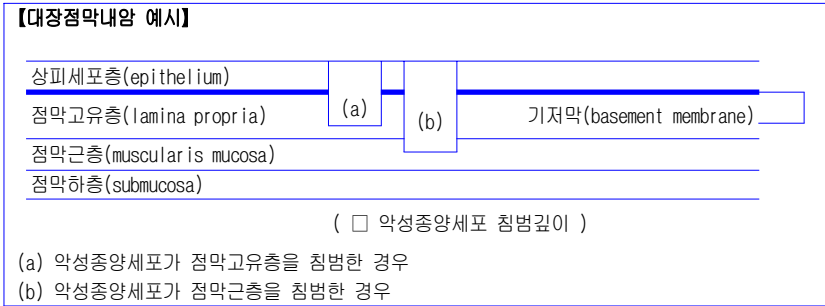 【대장점막내암 예시】
상피세포층(epithelium)
점막고유층(lamina propria) (a) (b) 기저막(basement membrane)
점막근층(muscularis mucosa)
점막하층(submucosa)
( □ 악성종양세포 침범깊이 )
(a) 악성종양세포가 점막고유층을 침범한 경우
(b) 악성종양세포가 점막근층을 침범한 경우